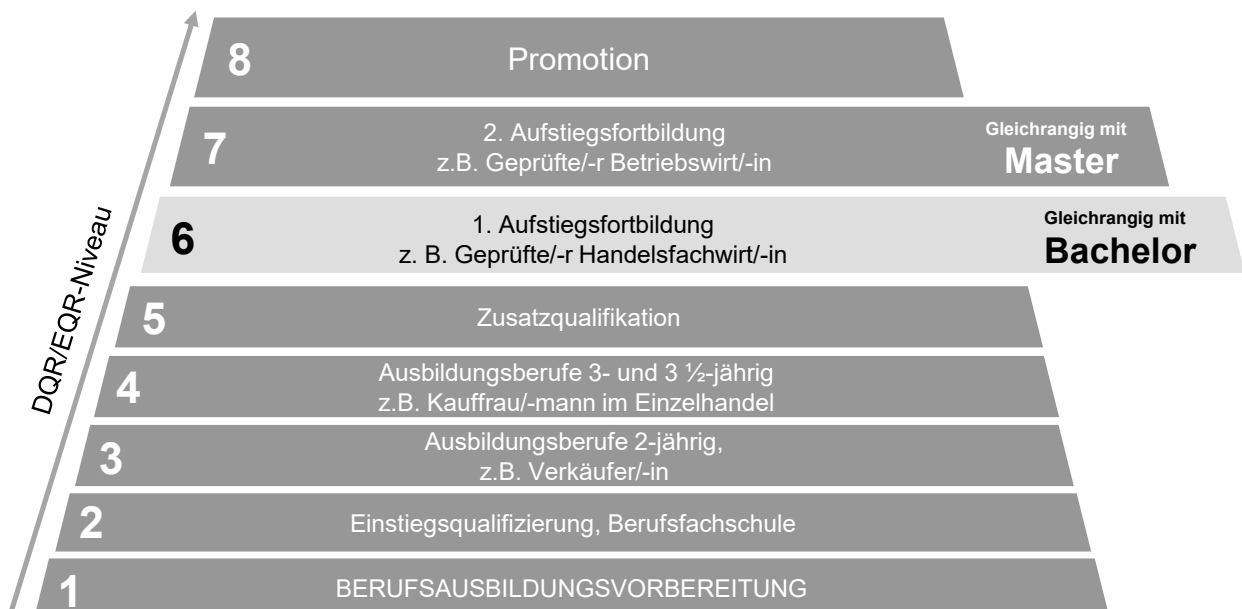 8
Promotion
7
2. Aufstiegsfortbildung
z.B. Geprüfte/-r Betriebswirt/-in
Gleichrangig mit
Master
6
1. Aufstiegsfortbildung
z. B. Geprüfte/-r Handelsfachwirt/-in
Gleichrangig mit
Bachelor
5
Zusatzqualifikation
4
Ausbildungsberufe 3- und 3 ½-jährig
z.B. Kauffrau/-mann im Einzelhandel
3
Ausbildungsberufe 2-jährig,
z.B. Verkäufer/-in
2
Einstiegsqualifizierung, Berufsfachschule
1
BERUFSAUSBILDUNGSVORBEREITUNG
DQR/EQR-Niveau